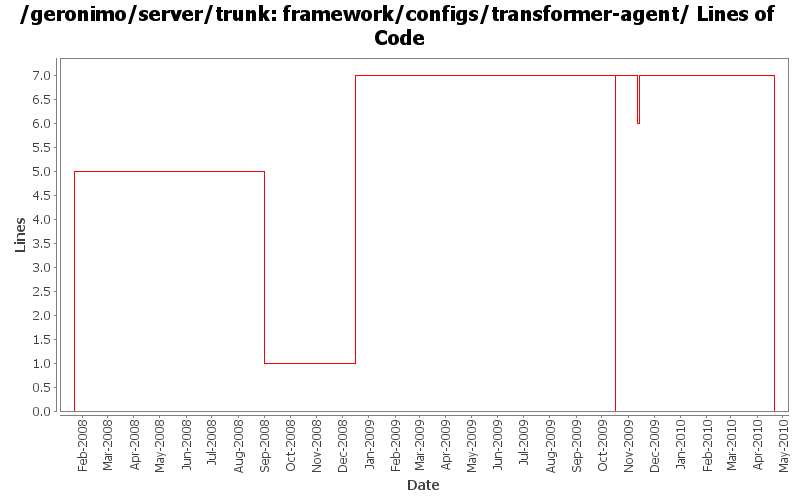 /geronimo/server/trunk: framework/configs/transformer-agent/ Lines of
Code
Lines
7.0
6.5
6.0
5.5
5.0
4.5
4.0
3.5
3.0
2.5
2.0
1.5
1.0
0.5
0.0
Feb-2008
Mar-2008
Apr-2008
May-2008
Jun-2008
Jul-2008
Aug-2008
Sep-2008
Oct-2008
Nov-2008
Dec-2008
Jan-2009
Feb-2009
Mar-2009
Apr-2009
May-2009
Jun-2009
Jul-2009
Aug-2009
Sep-2009
Oct-2009
Nov-2009
Dec-2009
Jan-2010
Feb-2010
Mar-2010
Apr-2010
May-2010
Date